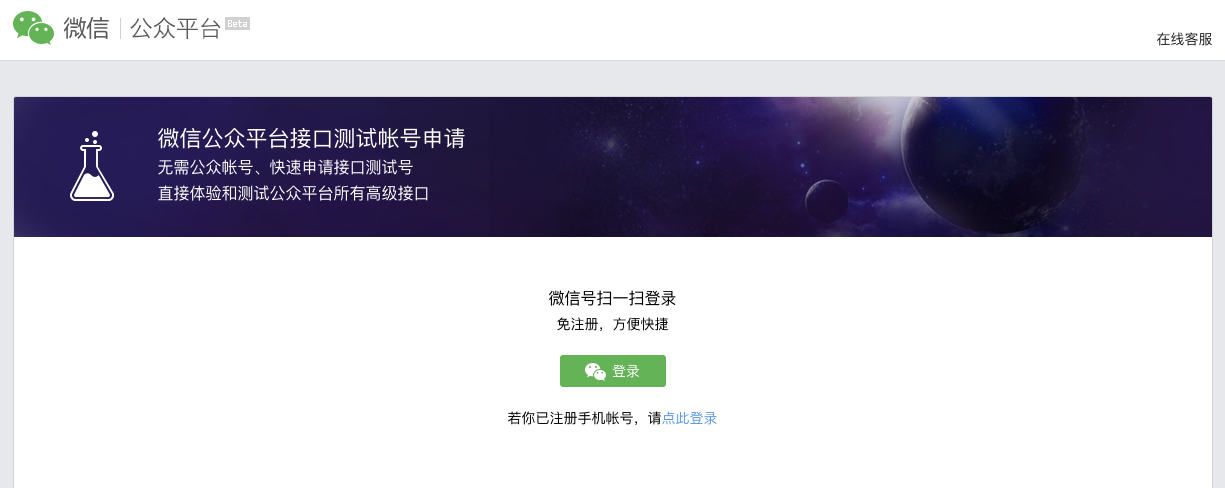 微信 公众平台 Beta
在线客服
微信公众平台接口测试帐号申请
无需公众帐号、快速申请接口测试号
直接体验和测试公众平台所有高级接口
微信号扫一扫登录
免注册，方便快捷
登录
若你已注册手机帐号，请点此登录